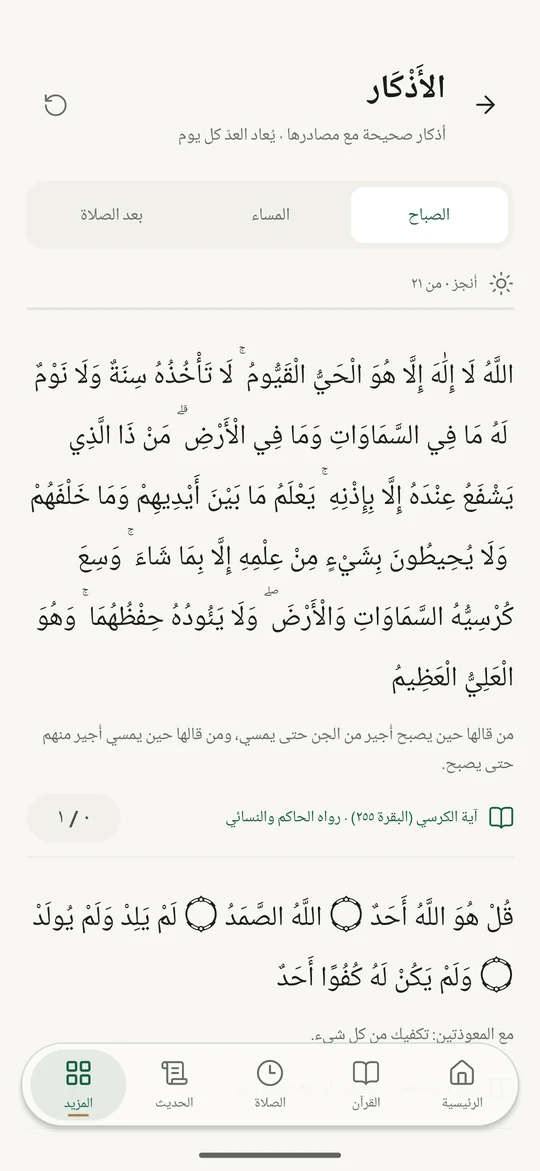 الأَذْكَار
أذكار صحيحة مع مصادرها · يُعاد العدّ كل يوم
الصباح
المساء
بعد الصلاة
أنجز ٠ من ٢١
اللَّهُ لَا إِلَٰهَ إِلَّا هُوَ الْحَيُّ الْقَيُّومُ ۚ لَا تَأْخُذُهُ سِنَةٌ وَلَا نَوْمٌ ۚ
لَهُ مَا فِي السَّمَاوَاتِ وَمَا فِي الْأَرْضِ ۗ مَنْ ذَا الَّذِي
يَشْفَعُ عِنْدَهُ إِلَّا بِإِذْنِهِ ۚ يَعْلَمُ مَا بَيْنَ أَيْدِيهِمْ وَمَا خَلْفَهُمْ ۖ
وَلَا يُحِيطُونَ بِشَيْءٍ مِنْ عِلْمِهِ إِلَّا بِمَا شَاءَ ۚ وَسِعَ
كُرْسِيُّهُ السَّمَاوَاتِ وَالْأَرْضَ ۖ وَلَا يَئُودُهُ حِفْظُهُمَا ۚ وَهُوَ
الْعَلِيُّ الْعَظِيمُ
من قالها حين يصبح أُجير من الجن حتى يمسي، ومن قالها حين يمسي أُجير منهم
حتى يصبح.
آية الكرسي (البقرة ٢٥٥) · رواه الحاكم والنسائي
٠ / ١
قُلْ هُوَ اللَّهُ أَحَدٌ ۝ اللَّهُ الصَّمَدُ ۝ لَمْ يَلِدْ وَلَمْ يُولَدْ
۝ وَلَمْ يَكُنْ لَهُ كُفُوًا أَحَدٌ
مع المعوذتين: تكفيك من كل شيء.
الرئيسية
القرآن
الصلاة
الحديث
المزيد